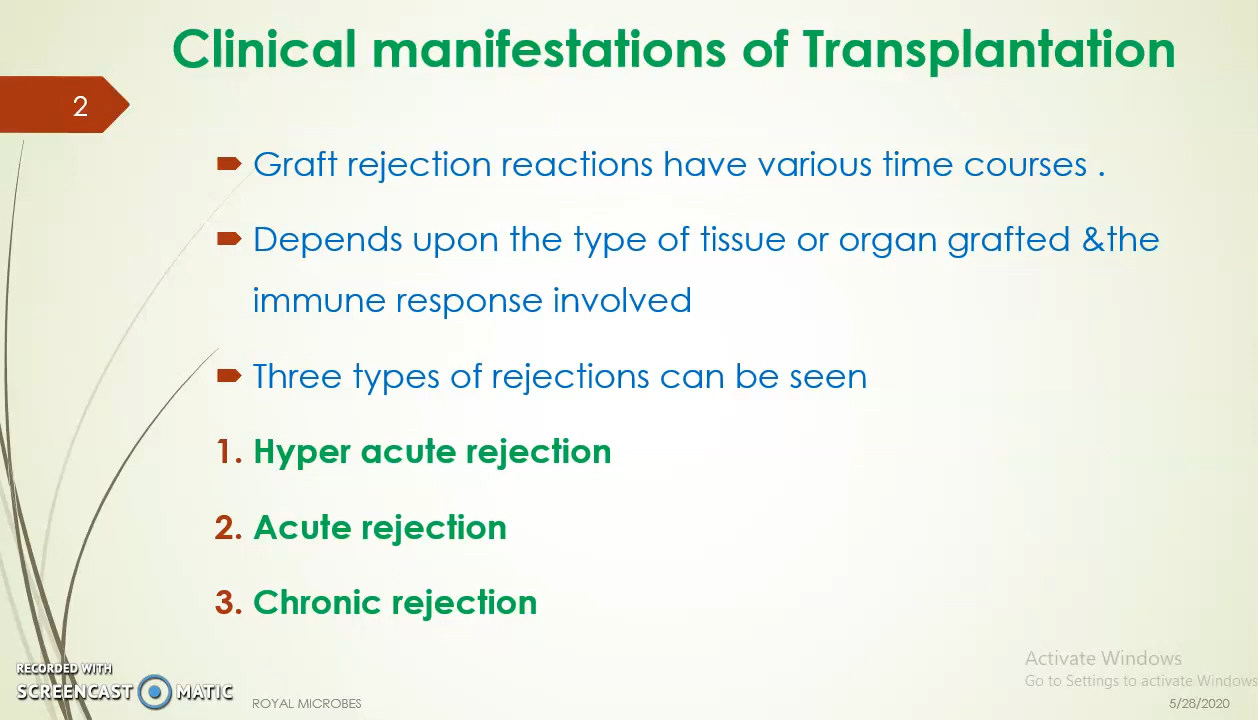 Clinical manifestations of Transplantation
2
Graft rejection reactions have various time courses .
Depends upon the type of tissue or organ grafted &the
immune response involved
Three types of rejections can be seen
1. Hyper acute rejection
2. Acute rejection
3. Chronic rejection
Activate Windows
Go to Settings to activate Windows
RECORDED WITH
SCREENCAST MATIC
ROYAL MICROBES
5/28/2020